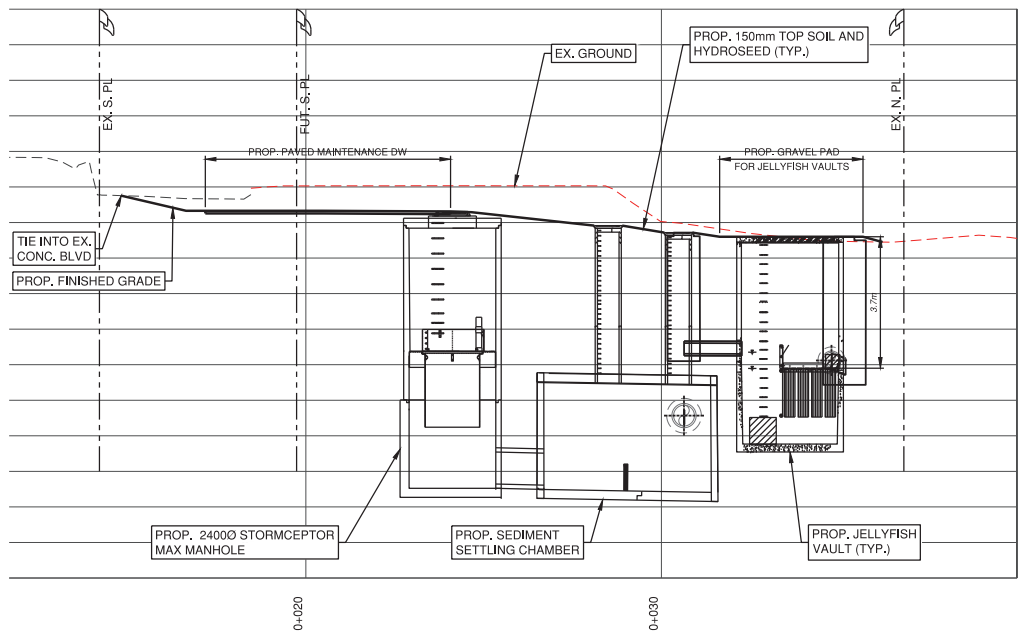 EX. GROUND
PROP. 150mm TOP SOIL AND
HYDROSEED (TYP.)
EX. S. PL
FUT. S. PL
EX. N. PL
PROP. PAVED MAINTENANCE DW
PROP. GRAVEL PAD
FOR JELLYFISH VAULTS
TIE INTO EX.
CONC. BLVD
PROP. FINISHED GRADE
3.7m
PROP. 2400Ø STORMCEPTOR
MAX MANHOLE
PROP. SEDIMENT
SETTLING CHAMBER
PROP. JELLYFISH
VAULT (TYP.)
0+020
0+030